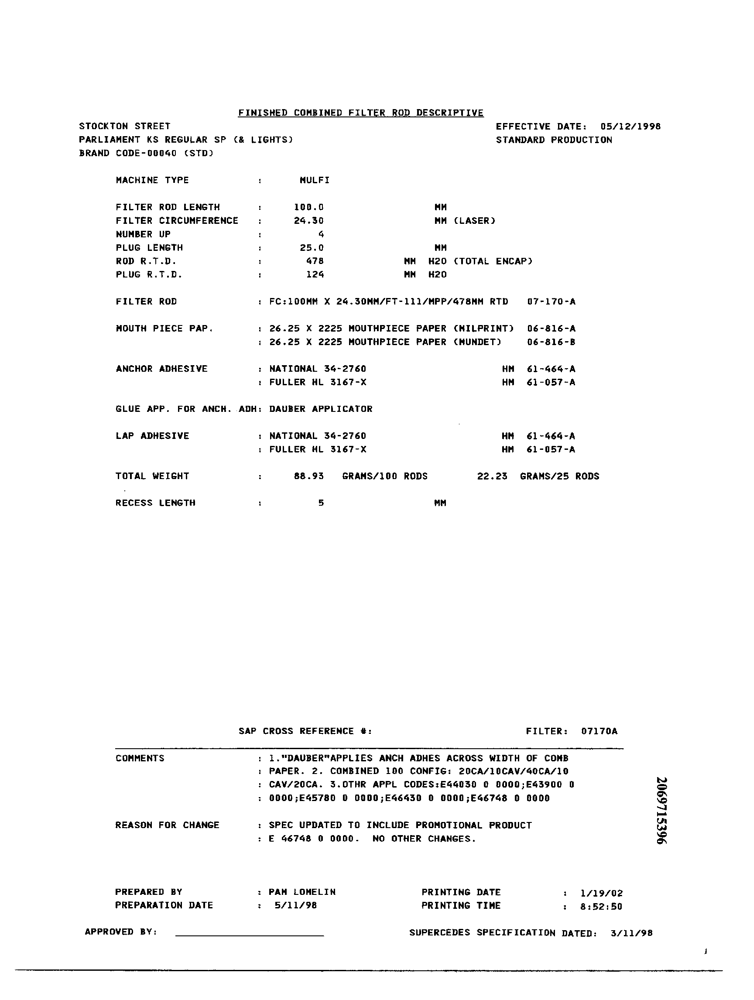 FINISHED COMBINED FILTER ROD DESCRIPTIVE
STOCKTON STREET EFFECTIVE DATE: 05/12/1998
PARLIAMENT KS REGULAR SP (& LIGHTS) STANDARD PRODUCTION
BRAND CODE-00040 (STD)
MACHINE TYPE : MULFI
FILTER ROD LENGTH : 100.0 MM
FILTER CIRCUMFERENCE : 24.30 MM (LASER)
NUMBER UP : 4
PLUG LENGTH : 25.0 MM
ROD R.T.D. : 478 MM H2O (TOTAL ENCAP)
PLUG R.T.D. : 124 MM H2O
FILTER ROD : FC:100MM X 24.30MM/FT-111/MPP/478MM RTD 07-170-A
MOUTH PIECE PAP. : 26.25 X 2225 MOUTHPIECE PAPER (MILPRINT) 06-816-A
: 26.25 X 2225 MOUTHPIECE PAPER (MUNDET) 06-816-B
ANCHOR ADHESIVE : NATIONAL 34-2760 HM 61-464-A
: FULLER HL 3167-X HM 61-057-A
GLUE APP. FOR ANCH. ADH: DAUBER APPLICATOR
LAP ADHESIVE : NATIONAL 34-2760 HM 61-464-A
: FULLER HL 3167-X HM 61-057-A
TOTAL WEIGHT : 88.93 GRAMS/100 RODS 22.23 GRAMS/25 RODS
RECESS LENGTH : 5 MM
SAP CROSS REFERENCE #: FILTER: 07170A
COMMENTS : 1."DAUBER"APPLIES ANCH ADHES ACROSS WIDTH OF COMB
: PAPER. 2. COMBINED 100 CONFIG: 20CA/10CAV/40CA/10
: CAV/20CA. 3.OTHR APPL CODES:E44030 0 0000;E43900 0
: 0000;E45780 0 0000;E46430 0 0000;E46748 0 0000
REASON FOR CHANGE : SPEC UPDATED TO INCLUDE PROMOTIONAL PRODUCT
: E 46748 0 0000. NO OTHER CHANGES.
PREPARED BY : PAM LOMELIN PRINTING DATE : 1/19/02
PREPARATION DATE : 5/11/98 PRINTING TIME : 8:52:50
APPROVED BY: SUPERCEDES SPECIFICATION DATED: 3/11/98
2069715396